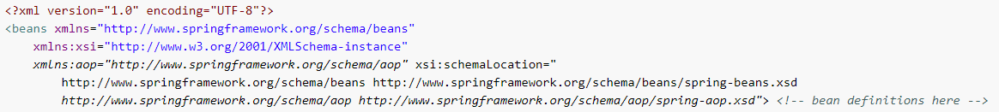 <?xml version="1.0" encoding="UTF-8"?>
<beans xmlns="http://www.springframework.org/schema/beans"
xmlns:xsi="http://www.w3.org/2001/XMLSchema-instance"
xmlns:aop="http://www.springframework.org/schema/aop" xsi:schemaLocation="
http://www.springframework.org/schema/beans http://www.springframework.org/schema/beans/spring-beans.xsd
http://www.springframework.org/schema/aop http://www.springframework.org/schema/aop/spring-aop.xsd"> <!-- bean definitions here -->